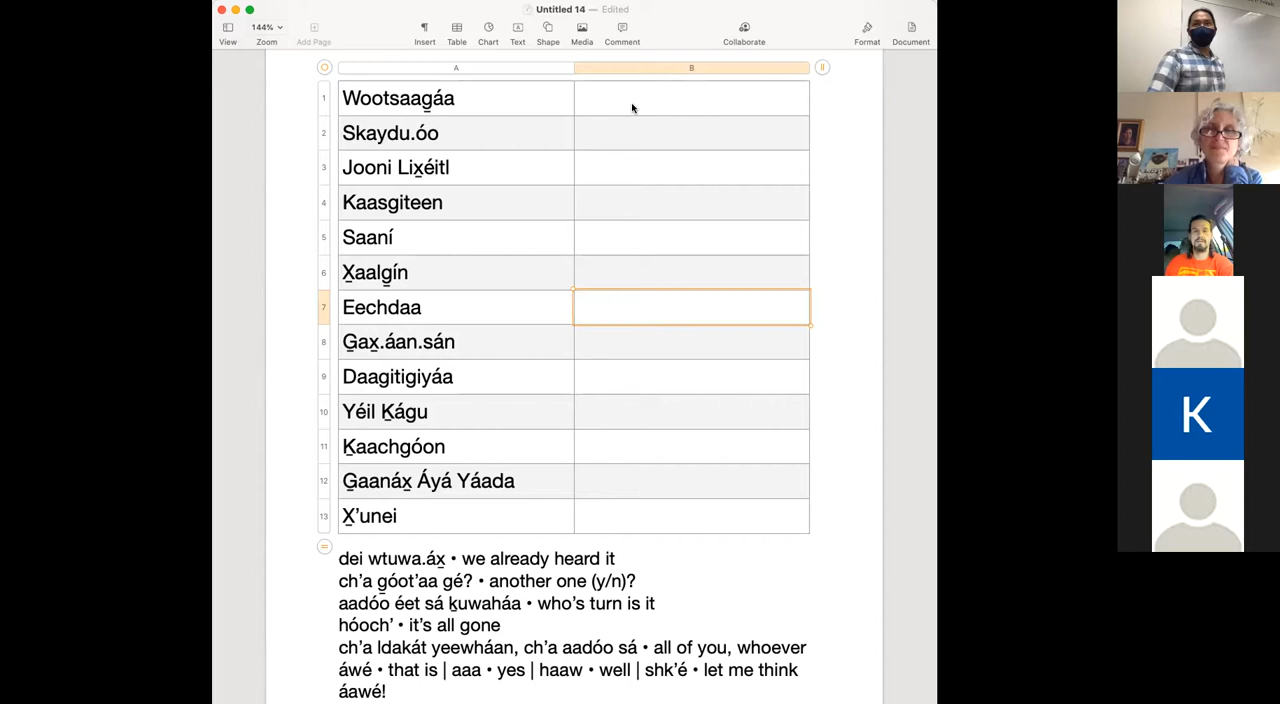 Untitled 14 — Edited
144%
View Zoom Add Page Insert Table Chart Text Shape Media Comment Collaborate Format Document
A B
1 Wootsaag̲áa
2 Skaydu.óo
3 Jooni Lix̲éitl
4 Kaasgiteen
5 Saaní
6 X̲aalg̲ín
7 Eechdaa
8 G̲ax̲.áan.sán
9 Daagitigiyáa
10 Yéil K̲águ
11 K̲aachgóon
12 G̲aanáx̲ Áyá Yáada
13 X̲’unei
dei wtuwa.áx̲ • we already heard it
ch’a g̲óot’aa gé? • another one (y/n)?
aadóo éet sá k̲uwaháa • who’s turn is it
hóoch’ • it’s all gone
ch’a ldakát yeewháan, ch’a aadóo sá • all of you, whoever
áwé • that is | aaa • yes | haaw • well | shk’é • let me think
áawé!
K